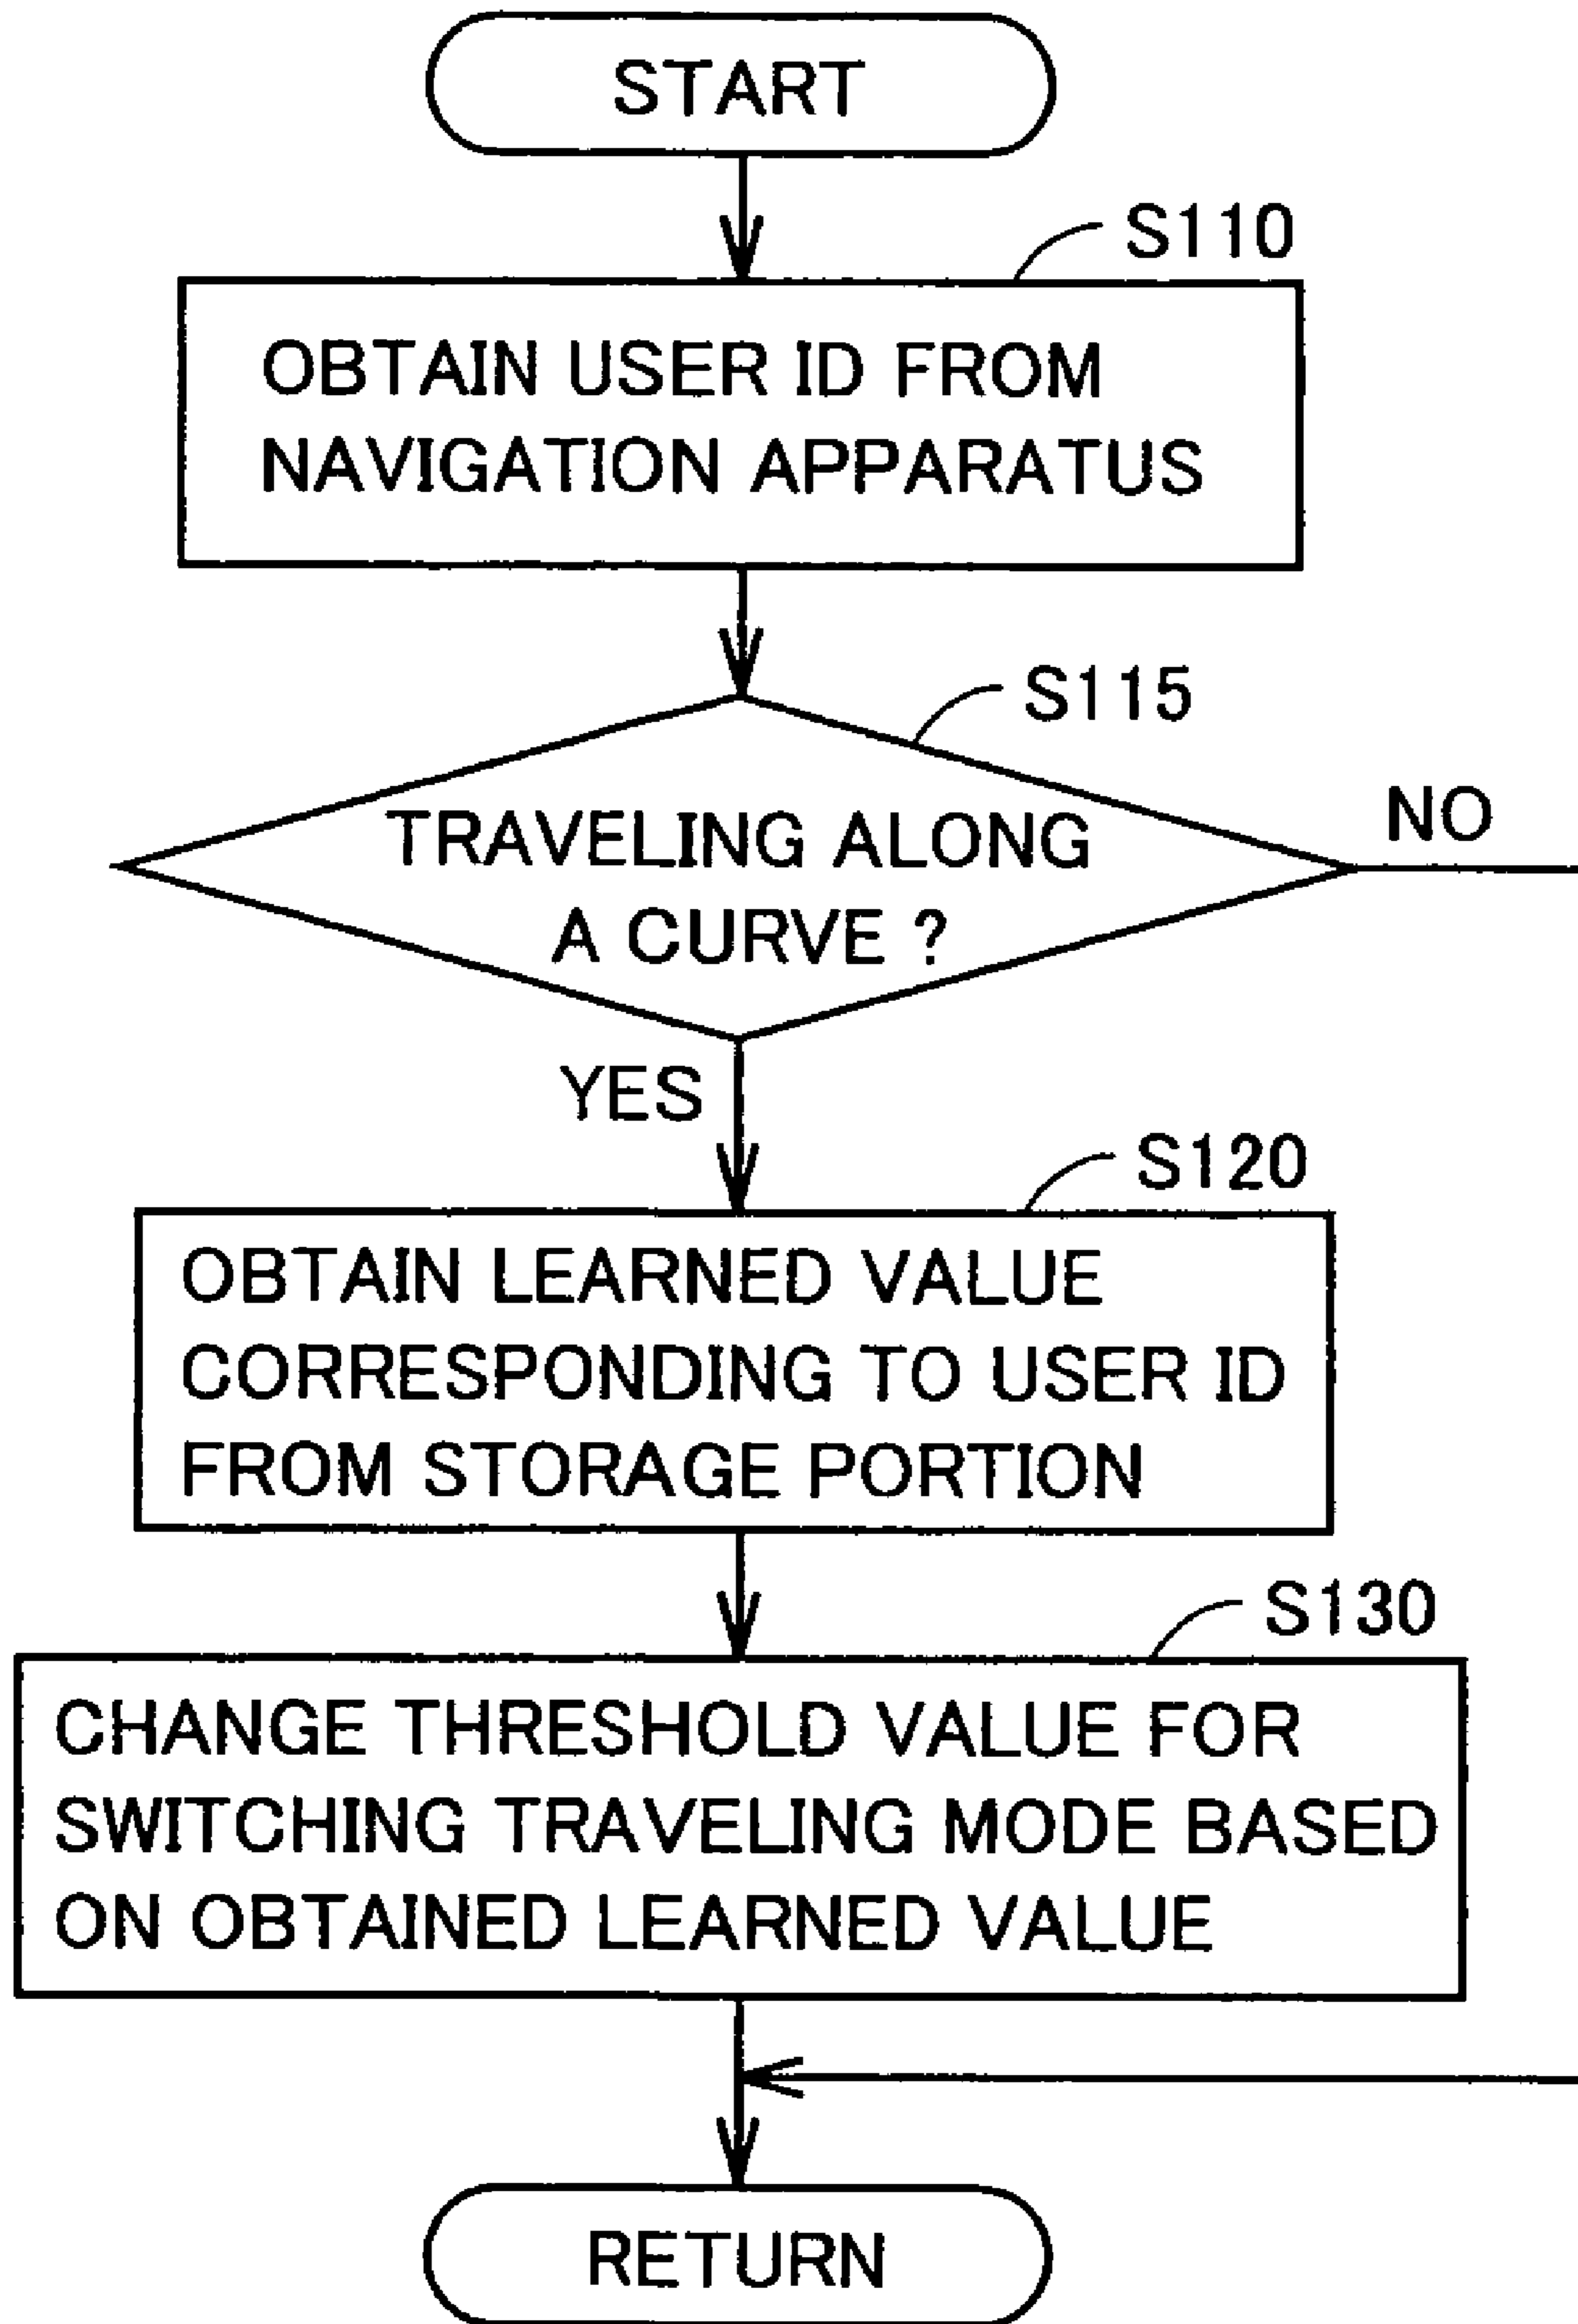 START
S110
OBTAIN USER ID FROM
NAVIGATION APPARATUS
S115
TRAVELING ALONG
A CURVE ?
NO
YES
S120
OBTAIN LEARNED VALUE
CORRESPONDING TO USER ID
FROM STORAGE PORTION
S130
CHANGE THRESHOLD VALUE FOR
SWITCHING TRAVELING MODE BASED
ON OBTAINED LEARNED VALUE
RETURN